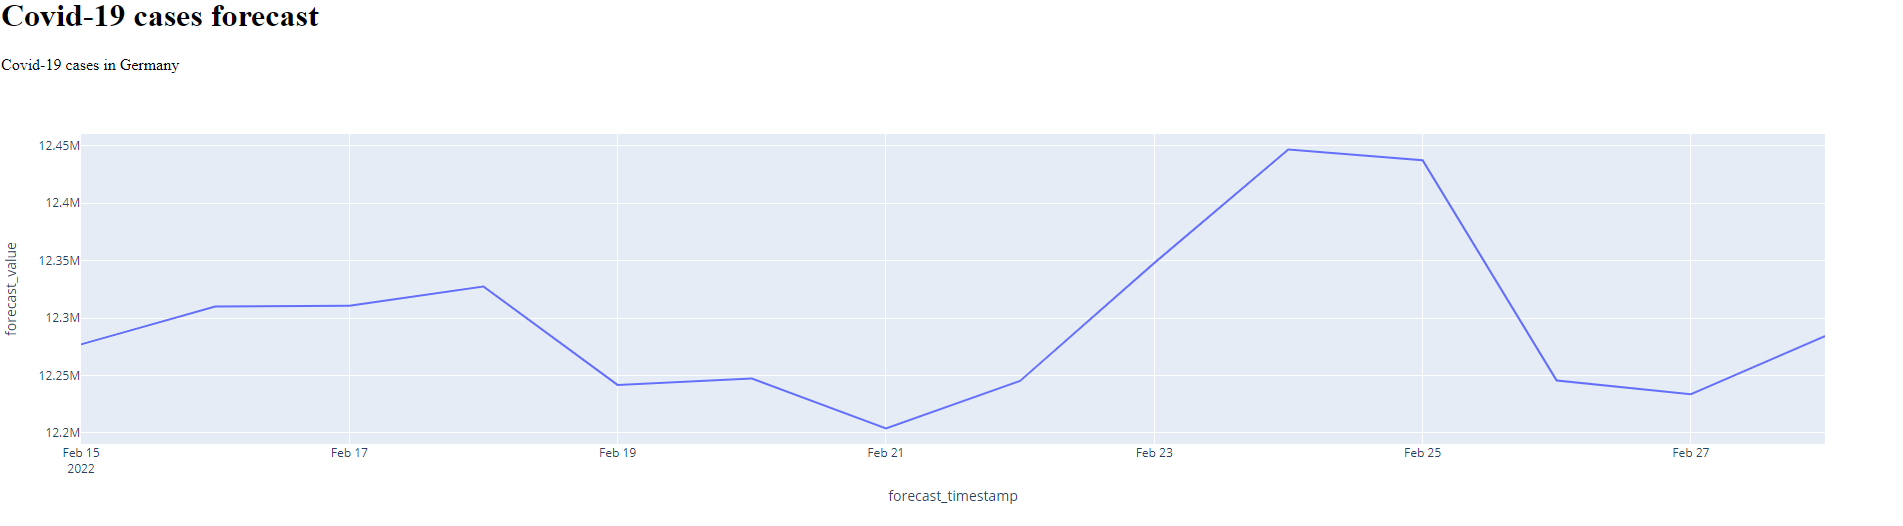 Covid-19 cases forecast
Covid-19 cases in Germany
12.45M
12.4M
12.35M
12.3M
12.25M
12.2M
forecast_value
Feb 15 Feb 17 Feb 19 Feb 21 Feb 23 Feb 25 Feb 27
2022
forecast_timestamp